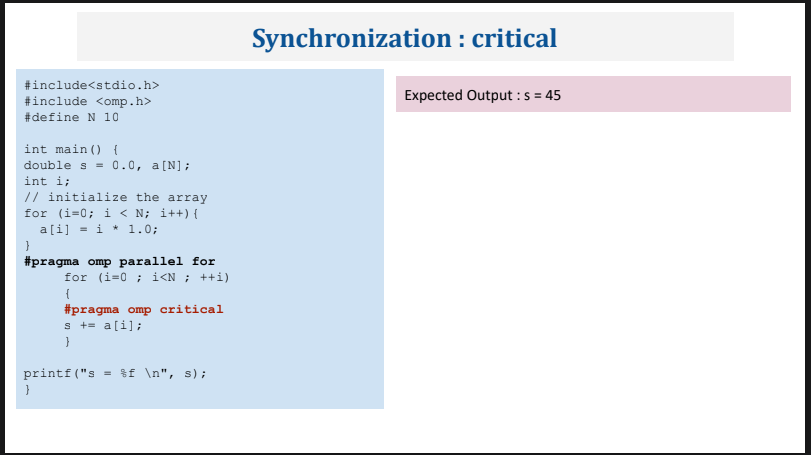 Synchronization : critical
#include<stdio.h>
#include <omp.h>
#define N 10
int main() {
double s = 0.0, a[N];
int i;
// initialize the array
for (i=0; i < N; i++){
a[i] = i * 1.0;
}
#pragma omp parallel for
for (i=0 ; i<N ; ++i)
{
#pragma omp critical
s += a[i];
}
printf("s = %f \n", s);
}
Expected Output : s = 45